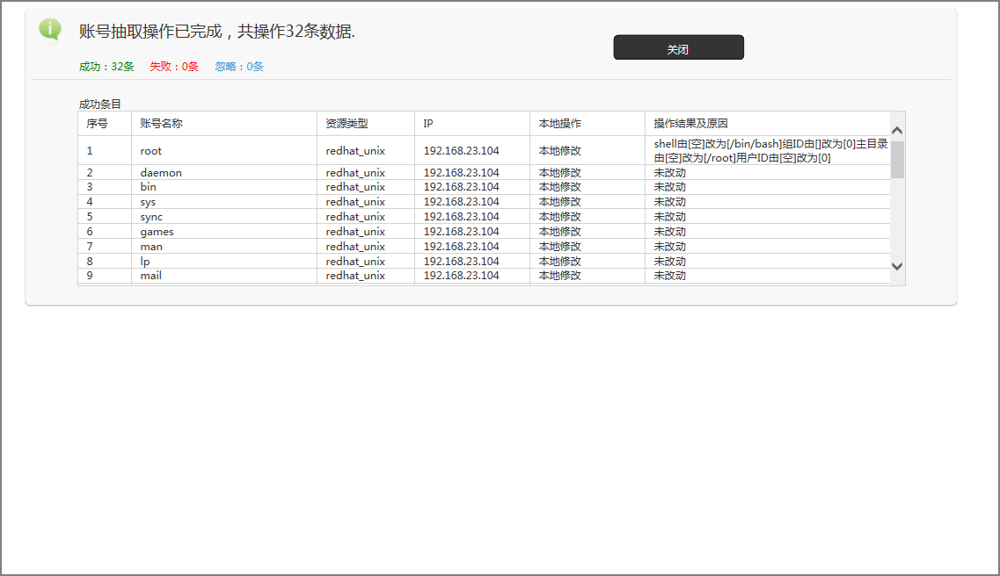 账号抽取操作已完成，共操作32条数据.
关闭
成功：32条 失败：0条 忽略：0条
成功条目
序号 账号名称 资源类型 IP 本地操作 操作结果及原因
1 root redhat_unix 192.168.23.104 本地修改 shell由[空]改为[/bin/bash]组ID由[]改为[0]主目录
由[空]改为[/root]用户ID由[空]改为[0]
2 daemon redhat_unix 192.168.23.104 本地修改 未改动
3 bin redhat_unix 192.168.23.104 本地修改 未改动
4 sys redhat_unix 192.168.23.104 本地修改 未改动
5 sync redhat_unix 192.168.23.104 本地修改 未改动
6 games redhat_unix 192.168.23.104 本地修改 未改动
7 man redhat_unix 192.168.23.104 本地修改 未改动
8 lp redhat_unix 192.168.23.104 本地修改 未改动
9 mail redhat_unix 192.168.23.104 本地修改 未改动